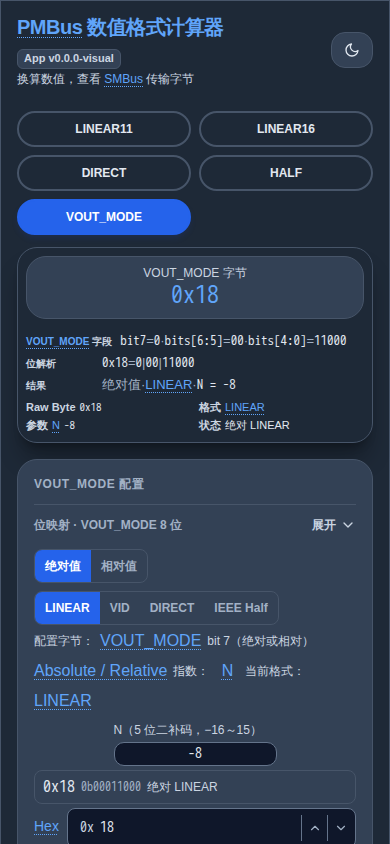 PMBus 数值格式计算器
App v0.0.0-visual
换算数值，查看 SMBus 传输字节
LINEAR11
LINEAR16
DIRECT
HALF
VOUT_MODE
VOUT_MODE 字节
0x18
VOUT_MODE 字段 bit7=0·bits[6:5]=00·bits[4:0]=11000
位解析 0x18=0|00|11000
结果 绝对值·LINEAR·N = -8
Raw Byte 0x18 格式 LINEAR
参数 N -8 状态 绝对 LINEAR
VOUT_MODE 配置
位映射 · VOUT_MODE 8 位 展开
绝对值 相对值
LINEAR VID DIRECT IEEE Half
配置字节： VOUT_MODE bit 7（绝对或相对）
Absolute / Relative 指数： N 当前格式：
LINEAR
N（5 位二补码，−16～15）
-8
0x18 0b00011000 绝对 LINEAR
Hex 0x 18